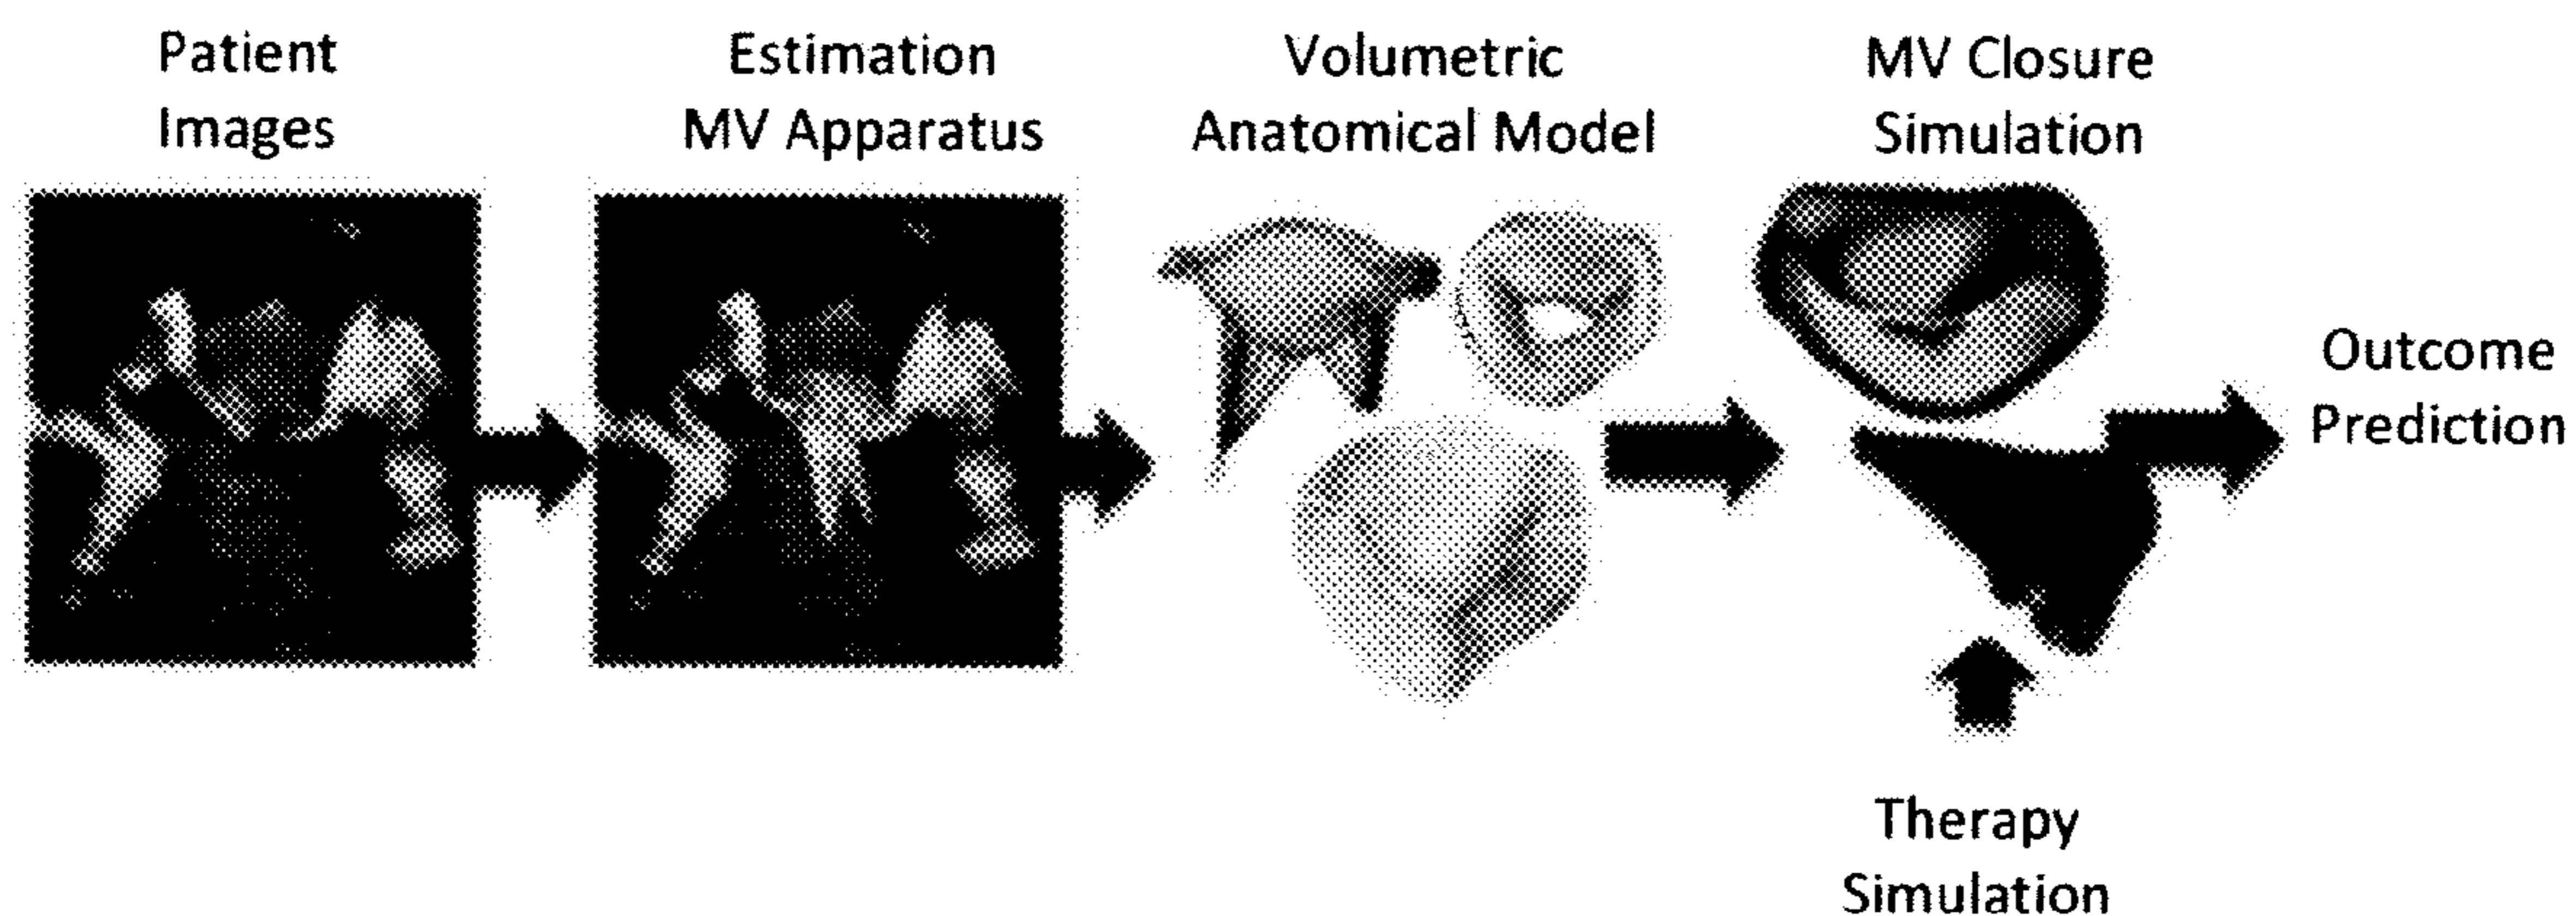 Patient
Images
Estimation
MV Apparatus
Volumetric
Anatomical Model
MV Closure
Simulation
Outcome
Prediction
Therapy
Simulation